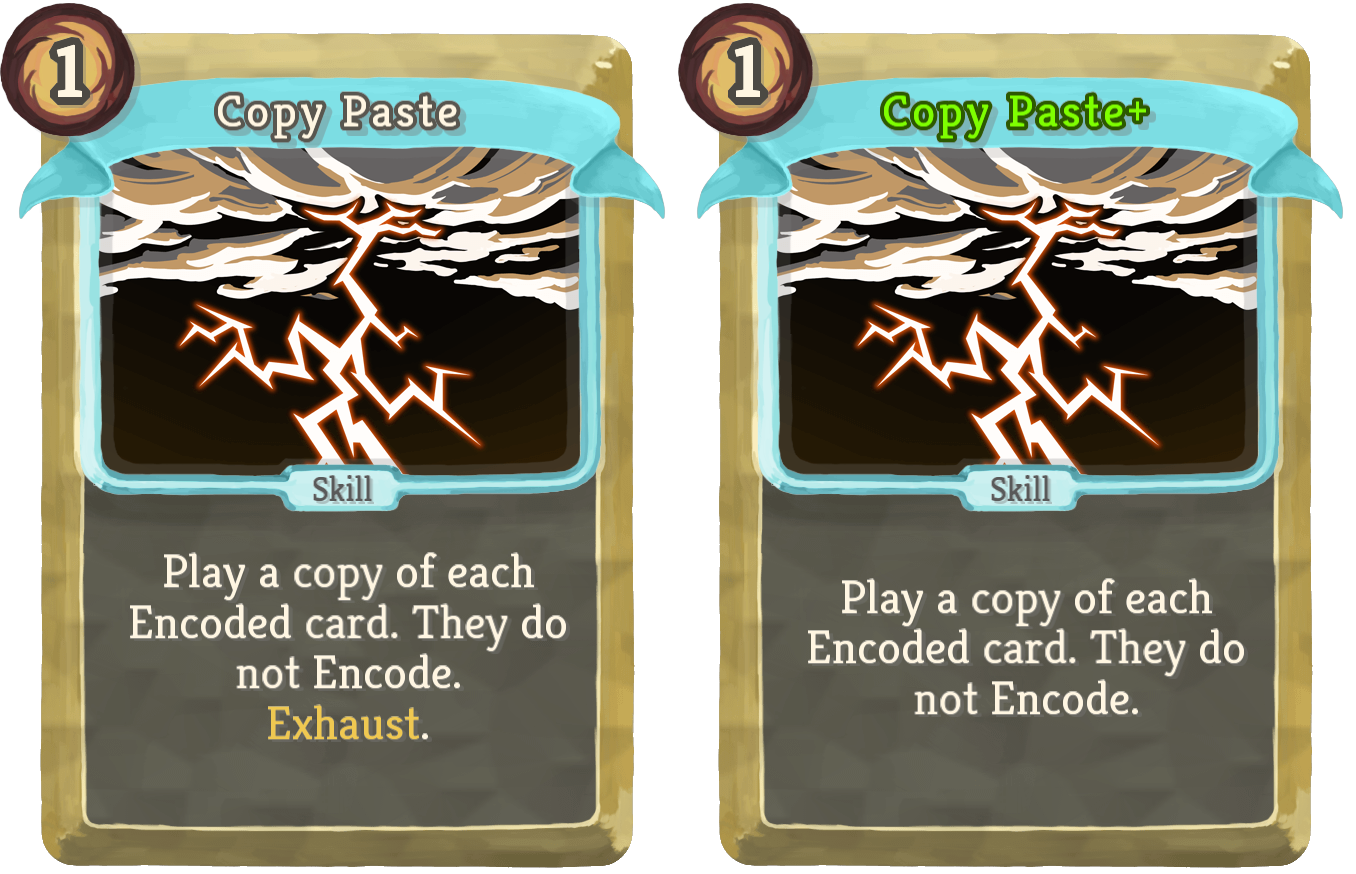 1
Copy Paste
Skill
Play a copy of each
Encoded card. They do
not Encode.
Exhaust.
1
Copy Paste+
Skill
Play a copy of each
Encoded card. They do
not Encode.